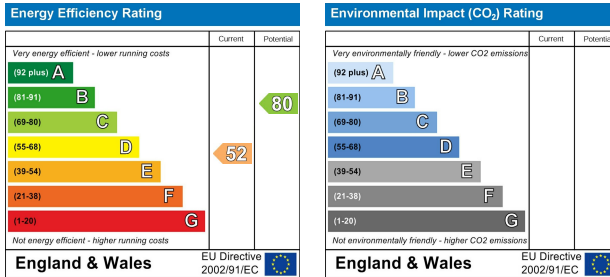 Energy Efficiency Rating
Current Potential
Very energy efficient - lower running costs
(92 plus) A
(81-91) B
(69-80) C
(55-68) D
(39-54) E
(21-38) F
(1-20) G
80
52
Not energy efficient - higher running costs
England & Wales
EU Directive
2002/91/EC
Environmental Impact (CO₂) Rating
Current Potential
Very environmentally friendly - lower CO2 emissions
(92 plus) A
(81-91) B
(69-80) C
(55-68) D
(39-54) E
(21-38) F
(1-20) G
Not environmentally friendly - higher CO2 emissions
England & Wales
EU Directive
2002/91/EC